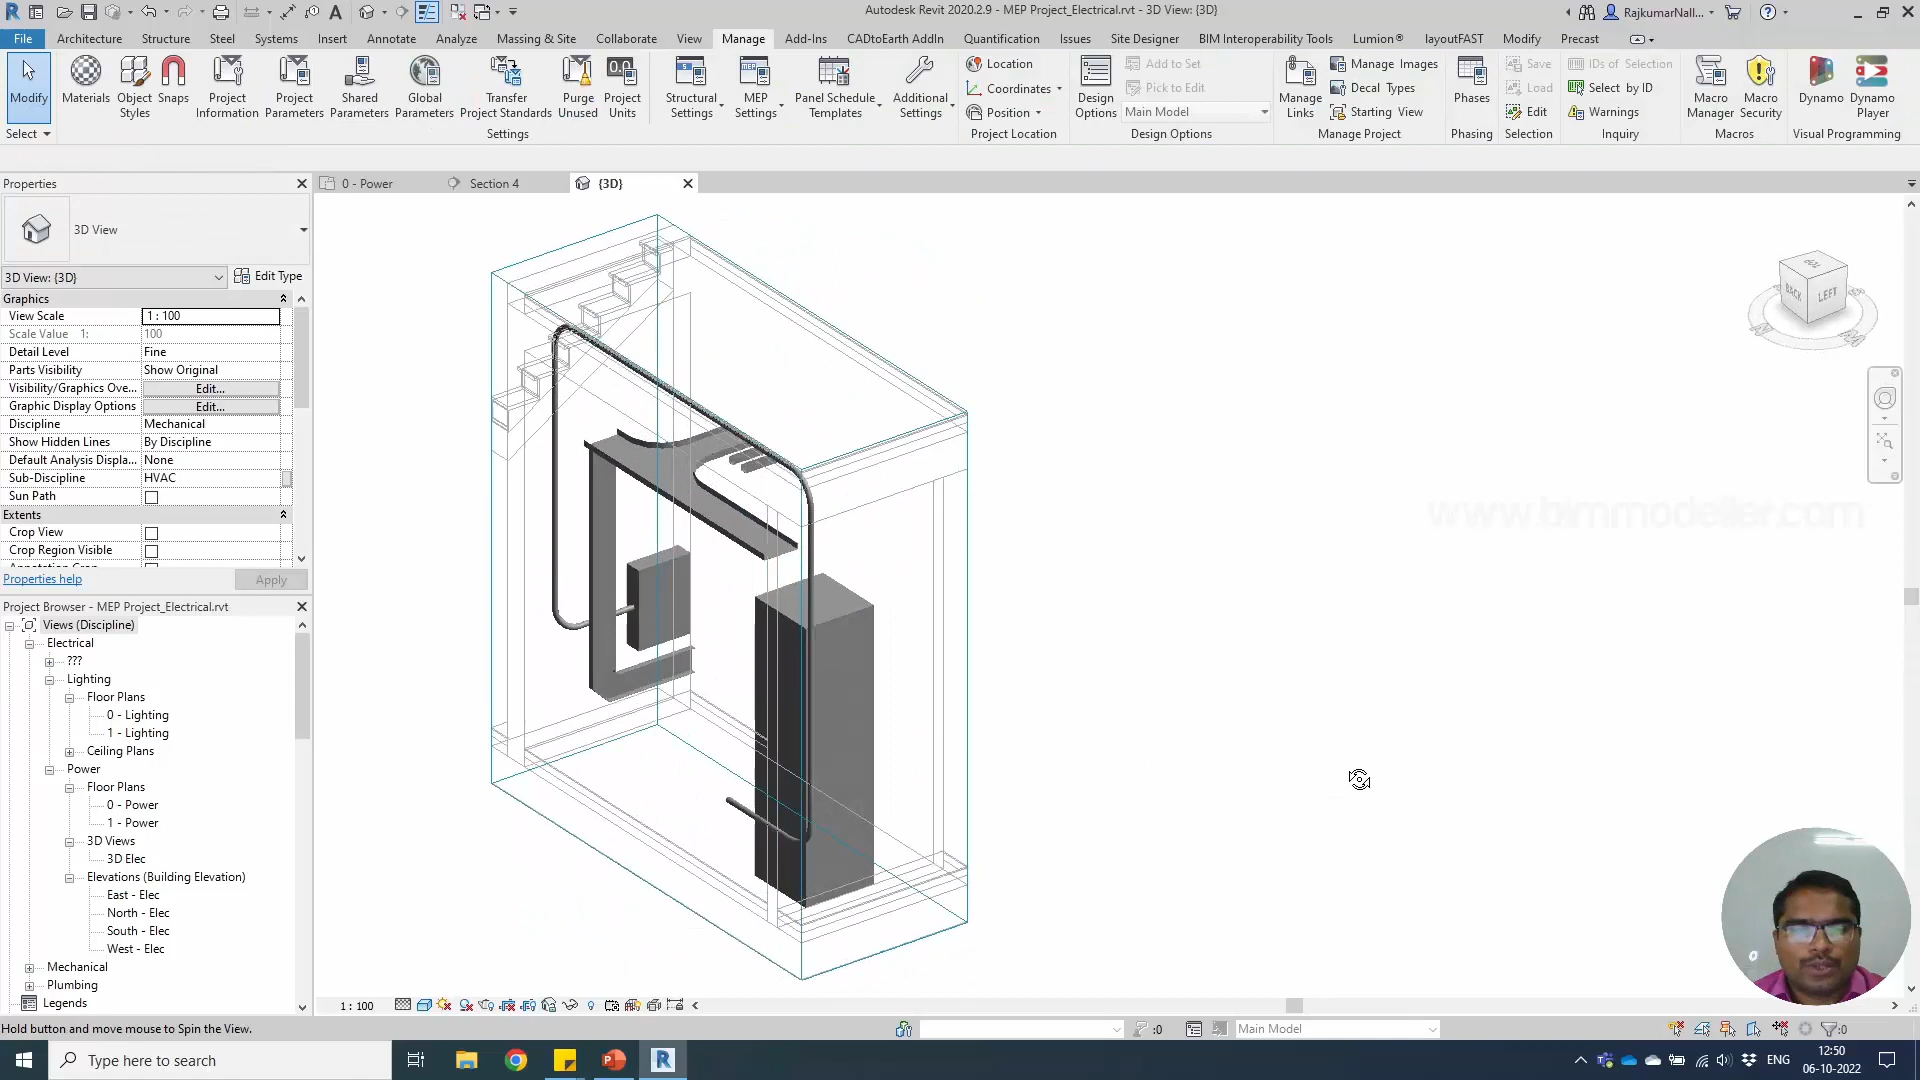 Autodesk Revit 2020.2.9 - MEP Project_Electrical.rvt - 3D View: {3D}
RajkumarNall...
File Architecture Structure Steel Systems Insert Annotate Analyze Massing & Site Collaborate View Manage Add-Ins CADtoEarth AddIn Quantification Issues Site Designer BIM Interoperability Tools Lumion® layoutFAST Modify Precast
Modify
Materials
Object Styles
Snaps
Project Information
Project Parameters
Shared Parameters
Global Parameters
Transfer Project Standards
Purge Unused
Project Units
Structural Settings
MEP Settings
Panel Schedule Templates
Additional Settings
Location
Coordinates
Position
Design Options
Add to Set
Pick to Edit
Main Model
Manage Links
Manage Images
Decal Types
Starting View
Phases
Save
Load
Edit
IDs of Selection
Select by ID
Warnings
Macro Manager
Macro Security
Dynamo
Dynamo Player
Select Settings Project Location Design Options Manage Project Phasing Selection Inquiry Macros Visual Programming
Properties
0 - Power
Section 4
{3D}
3D View
3D View: {3D}
Edit Type
Graphics
View Scale 1 : 100
Scale Value 1: 100
Detail Level Fine
Parts Visibility Show Original
Visibility/Graphics Ove... Edit...
Graphic Display Options Edit...
Discipline Mechanical
Show Hidden Lines By Discipline
Default Analysis Displa... None
Sub-Discipline HVAC
Sun Path
Extents
Crop View
Crop Region Visible
Properties help
Apply
Project Browser - MEP Project_Electrical.rvt
Views (Discipline)
Electrical
???
Lighting
Floor Plans
0 - Lighting
1 - Lighting
Ceiling Plans
Power
Floor Plans
0 - Power
1 - Power
3D Views
3D Elec
Elevations (Building Elevation)
East - Elec
North - Elec
South - Elec
West - Elec
Mechanical
Plumbing
Legends
TOP
BACK
LEFT
www.bimmodeller.com
1 : 100
Hold button and move mouse to Spin the View.
:0
Main Model
:0
Type here to search
ENG
12:50
06-10-2022